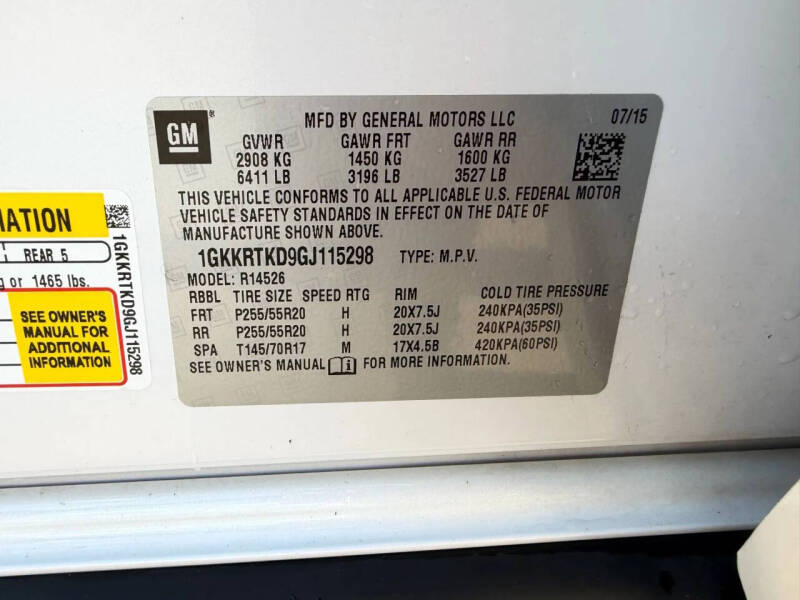 GM
®
MFD BY GENERAL MOTORS LLC 07/15
GVWR GAWR FRT GAWR RR
2908 KG 1450 KG 1600 KG
6411 LB 3196 LB 3527 LB
THIS VEHICLE CONFORMS TO ALL APPLICABLE U.S. FEDERAL MOTOR
VEHICLE SAFETY STANDARDS IN EFFECT ON THE DATE OF
MANUFACTURE SHOWN ABOVE.
1GKKRTKD9GJ115298 TYPE: M.P.V.
MODEL: R14526
RBBL TIRE SIZE SPEED RTG RIM COLD TIRE PRESSURE
FRT P255/55R20 H 20X7.5J 240KPA(35PSI)
RR P255/55R20 H 20X7.5J 240KPA(35PSI)
SPA T145/70R17 M 17X4.5B 420KPA(60PSI)
SEE OWNER'S MANUAL FOR MORE INFORMATION.
MATION
REAR 5
or 1465 lbs.
SEE OWNER'S
MANUAL FOR
ADDITIONAL
INFORMATION
1GKKRTKD9GJ115298